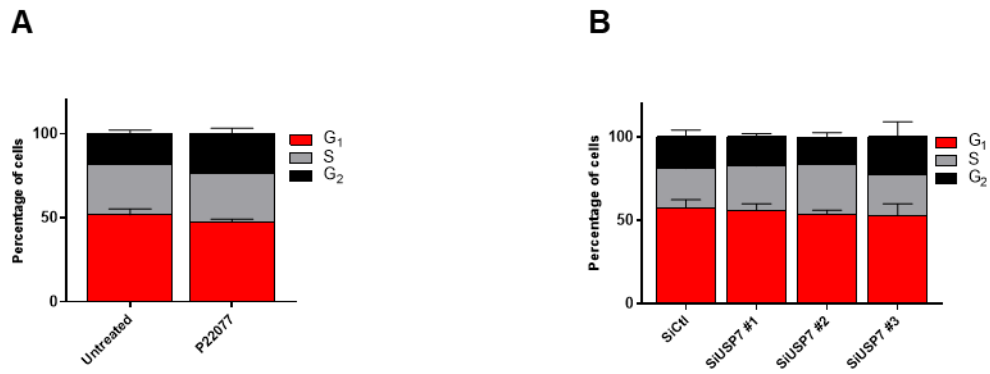 A
Percentage of cells
100
50
0
Untreated
P22077
G1
S
G2
B
Percentage of cells
100
50
0
SiCtl
SiUSP7 #1
SiUSP7 #2
SiUSP7 #3
G1
S
G2